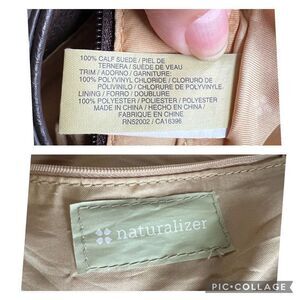 100% CALF SUEDE / PIEL DE
TERNERA / SUÈDE DE VEAU
TRIM / ADORNO / GARNITURE:
100% POLYVINYL CHLORIDE / CLORURO DE
POLIVINILO / CHLORURE DE POLYVINYLE
LINING / FORRO / DOUBLURE
100% POLYESTER / POLIESTER / POLYESTER
MADE IN CHINA / HECHO EN CHINA /
FABRIQUE EN CHINE
RN52002 / CA16396
naturalizer
PIC•COLLAGE